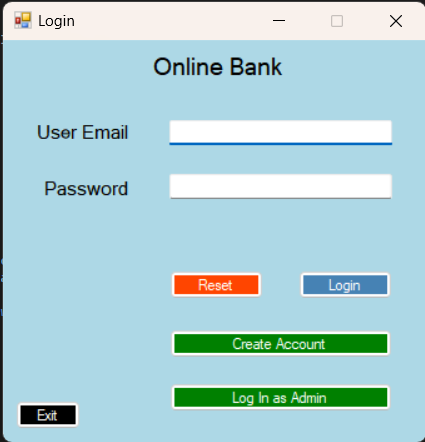 Login
Online Bank
User Email
Password
Reset
Login
Create Account
Log In as Admin
Exit